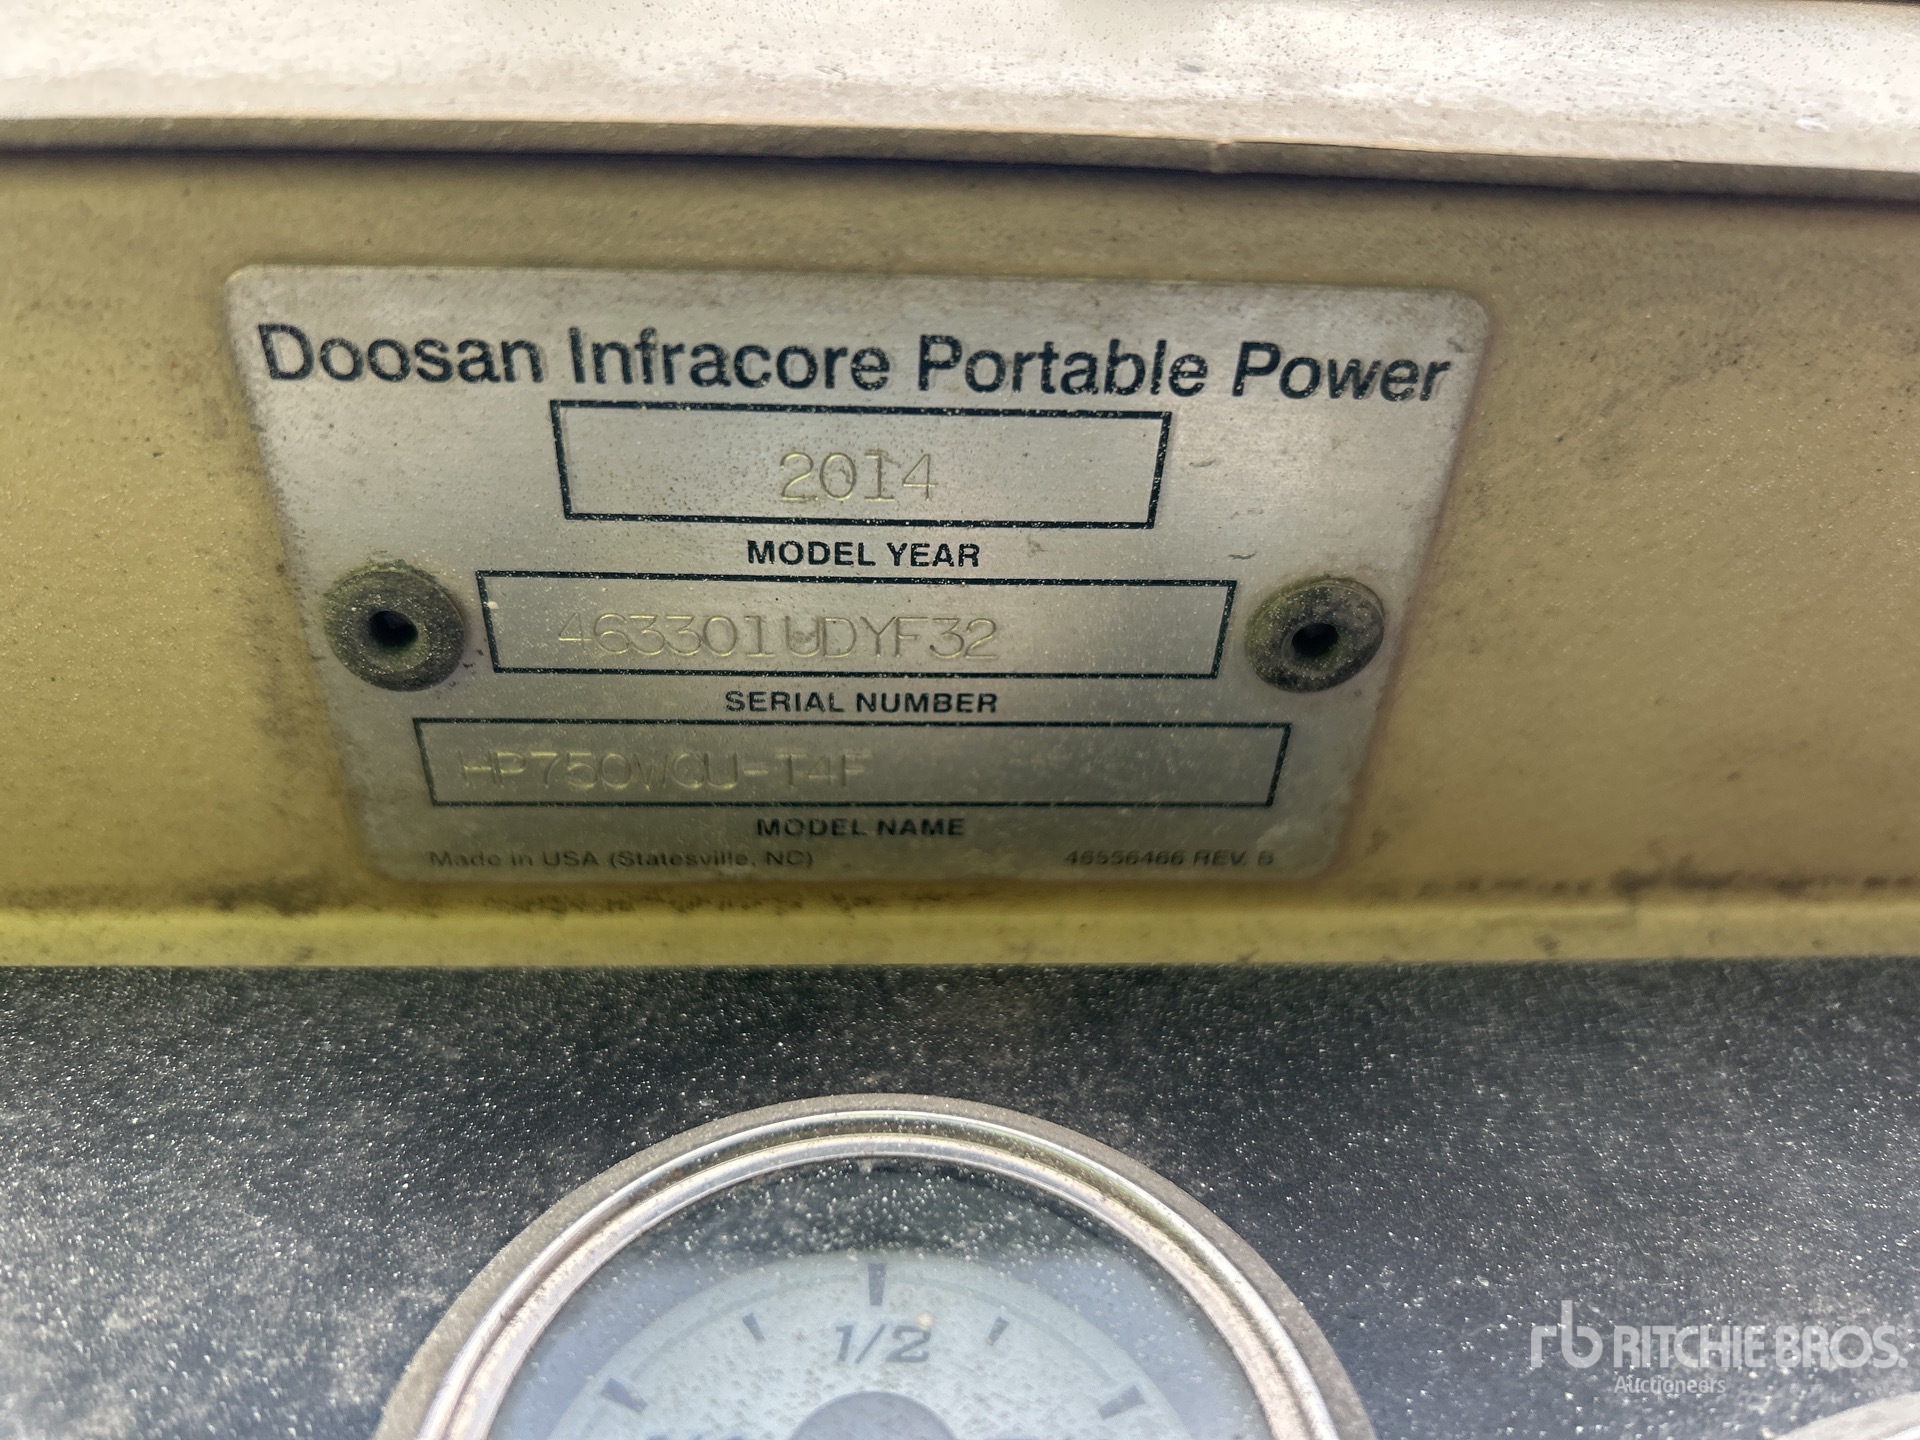 Doosan Infracore Portable Power
2014
MODEL YEAR
463301UDYF32
SERIAL NUMBER
HP750WCU-T4F
MODEL NAME
Made in USA (Statesville, NC)
46556466 REV. B
1/2
rb RITCHIE BROS.
Auctioneers